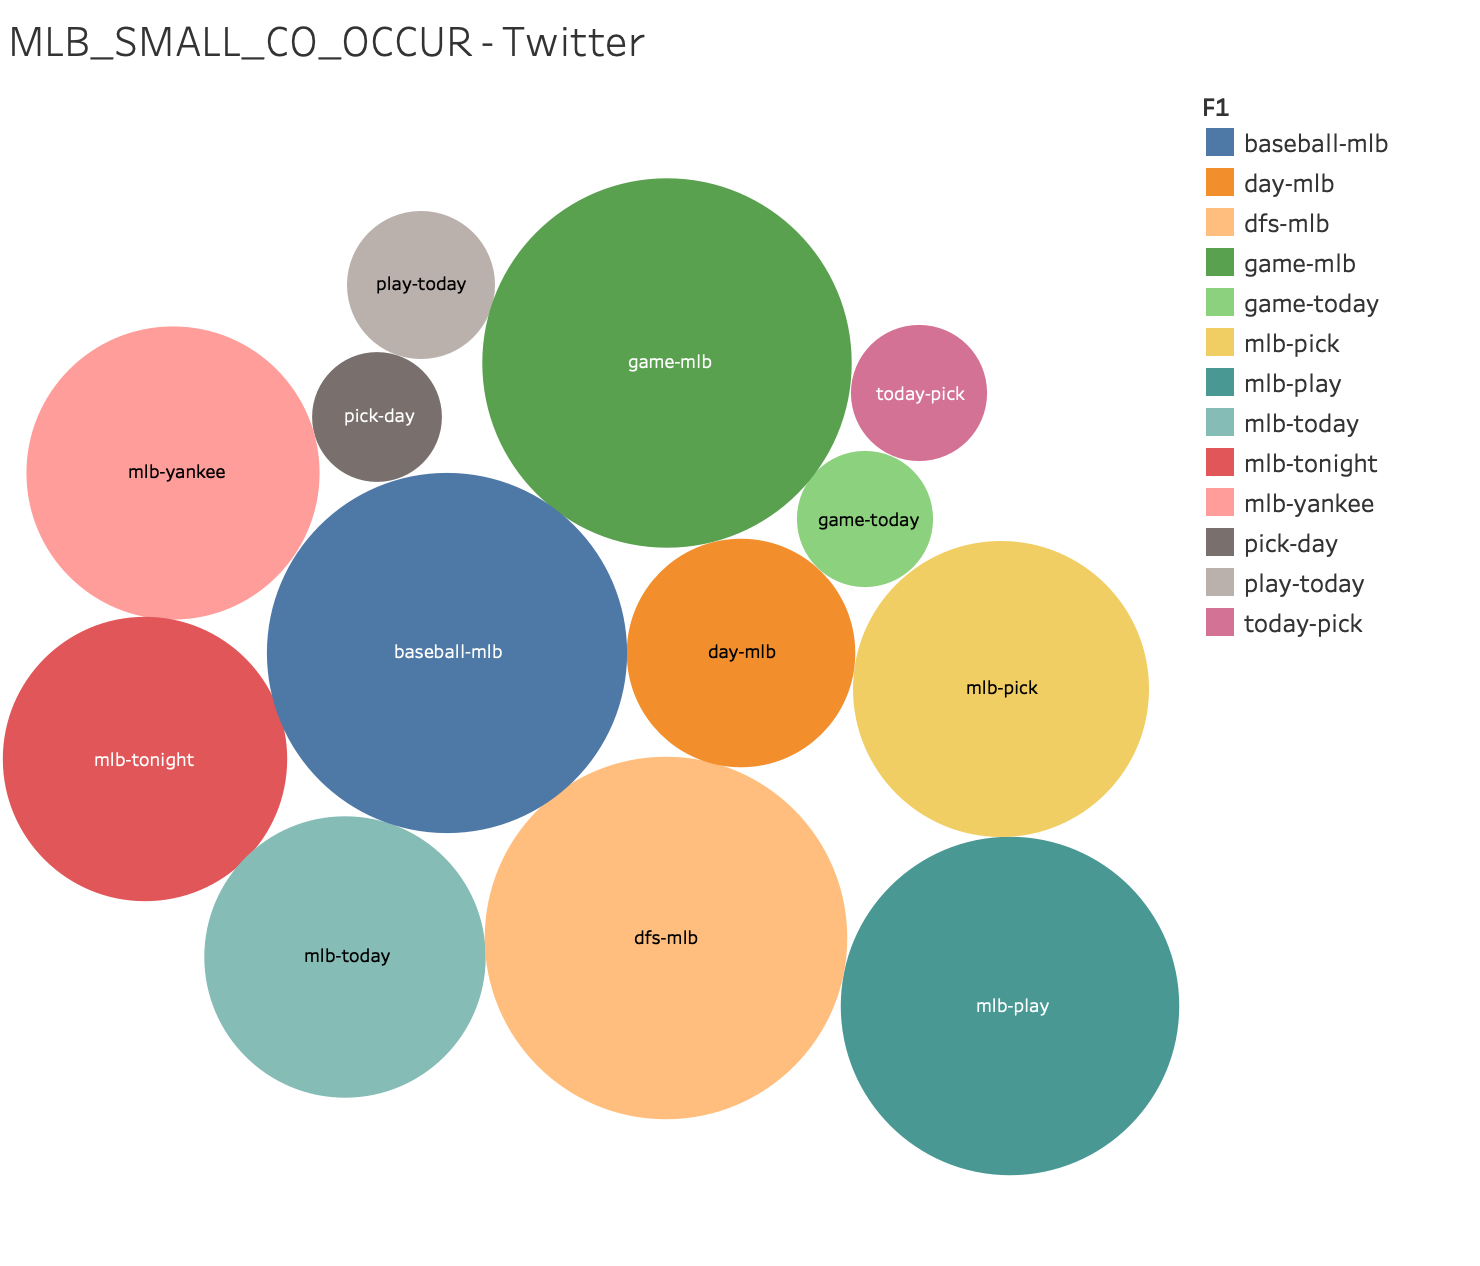 MLB_SMALL_CO_OCCUR - Twitter
F1
baseball-mlb
day-mlb
dfs-mlb
game-mlb
game-today
mlb-pick
mlb-play
mlb-today
mlb-tonight
mlb-yankee
pick-day
play-today
today-pick
play-today
game-mlb
today-pick
pick-day
mlb-yankee
game-today
baseball-mlb
day-mlb
mlb-pick
mlb-tonight
dfs-mlb
mlb-today
mlb-play